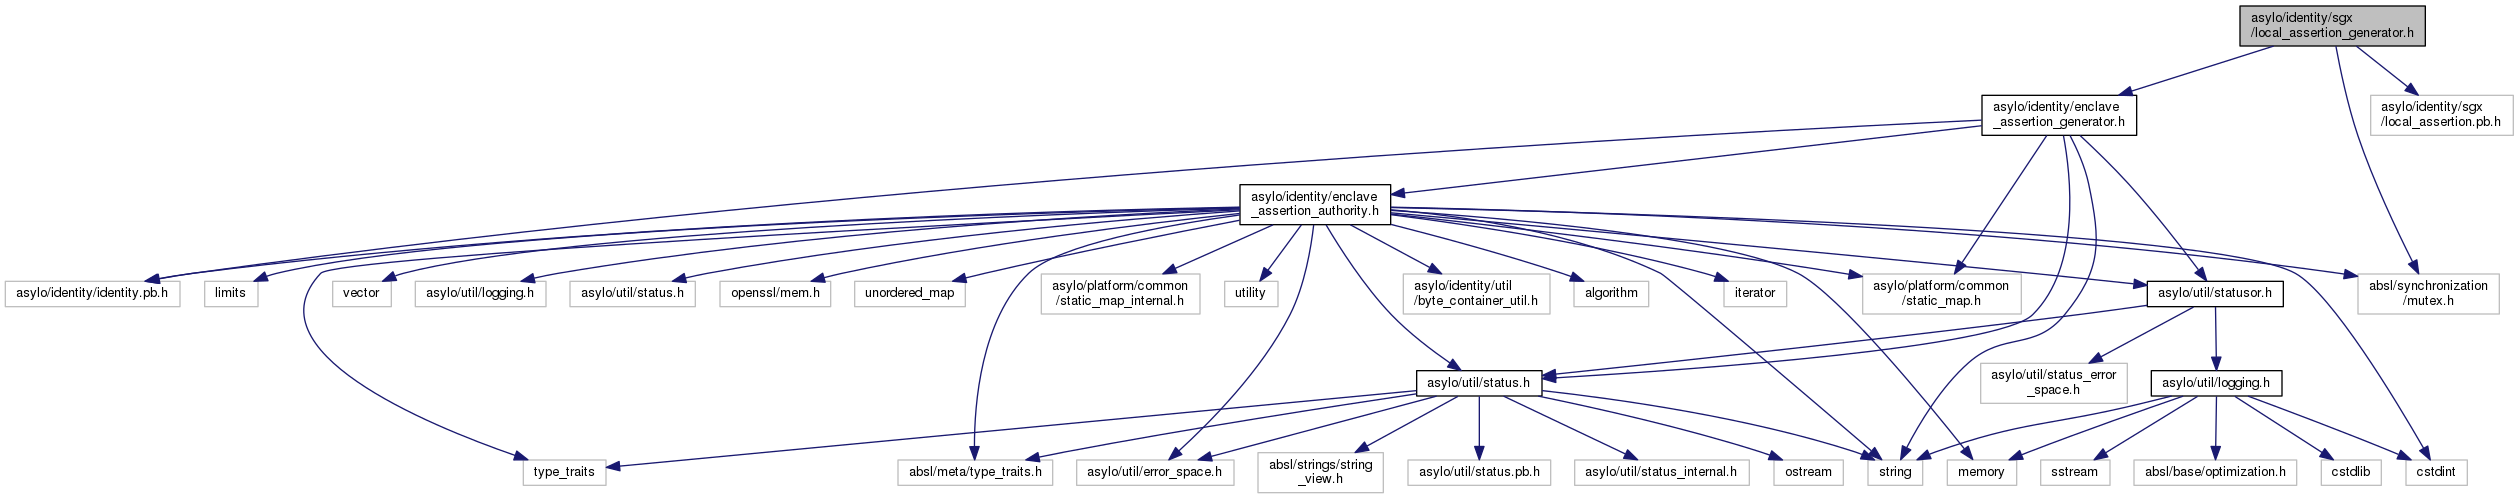 asylo/identity/sgx
/local_assertion_generator.h
asylo/identity/enclave
_assertion_generator.h
asylo/identity/sgx
/local_assertion.pb.h
asylo/identity/enclave
_assertion_authority.h
asylo/identity/identity.pb.h
limits
vector
asylo/util/logging.h
asylo/util/status.h
openssl/mem.h
unordered_map
asylo/platform/common
/static_map_internal.h
utility
asylo/identity/util
/byte_container_util.h
algorithm
iterator
asylo/platform/common
/static_map.h
asylo/util/statusor.h
absl/synchronization
/mutex.h
asylo/util/status.h
asylo/util/status_error
_space.h
asylo/util/logging.h
type_traits
absl/meta/type_traits.h
asylo/util/error_space.h
absl/strings/string
_view.h
asylo/util/status.pb.h
asylo/util/status_internal.h
ostream
string
memory
sstream
absl/base/optimization.h
cstdlib
cstdint